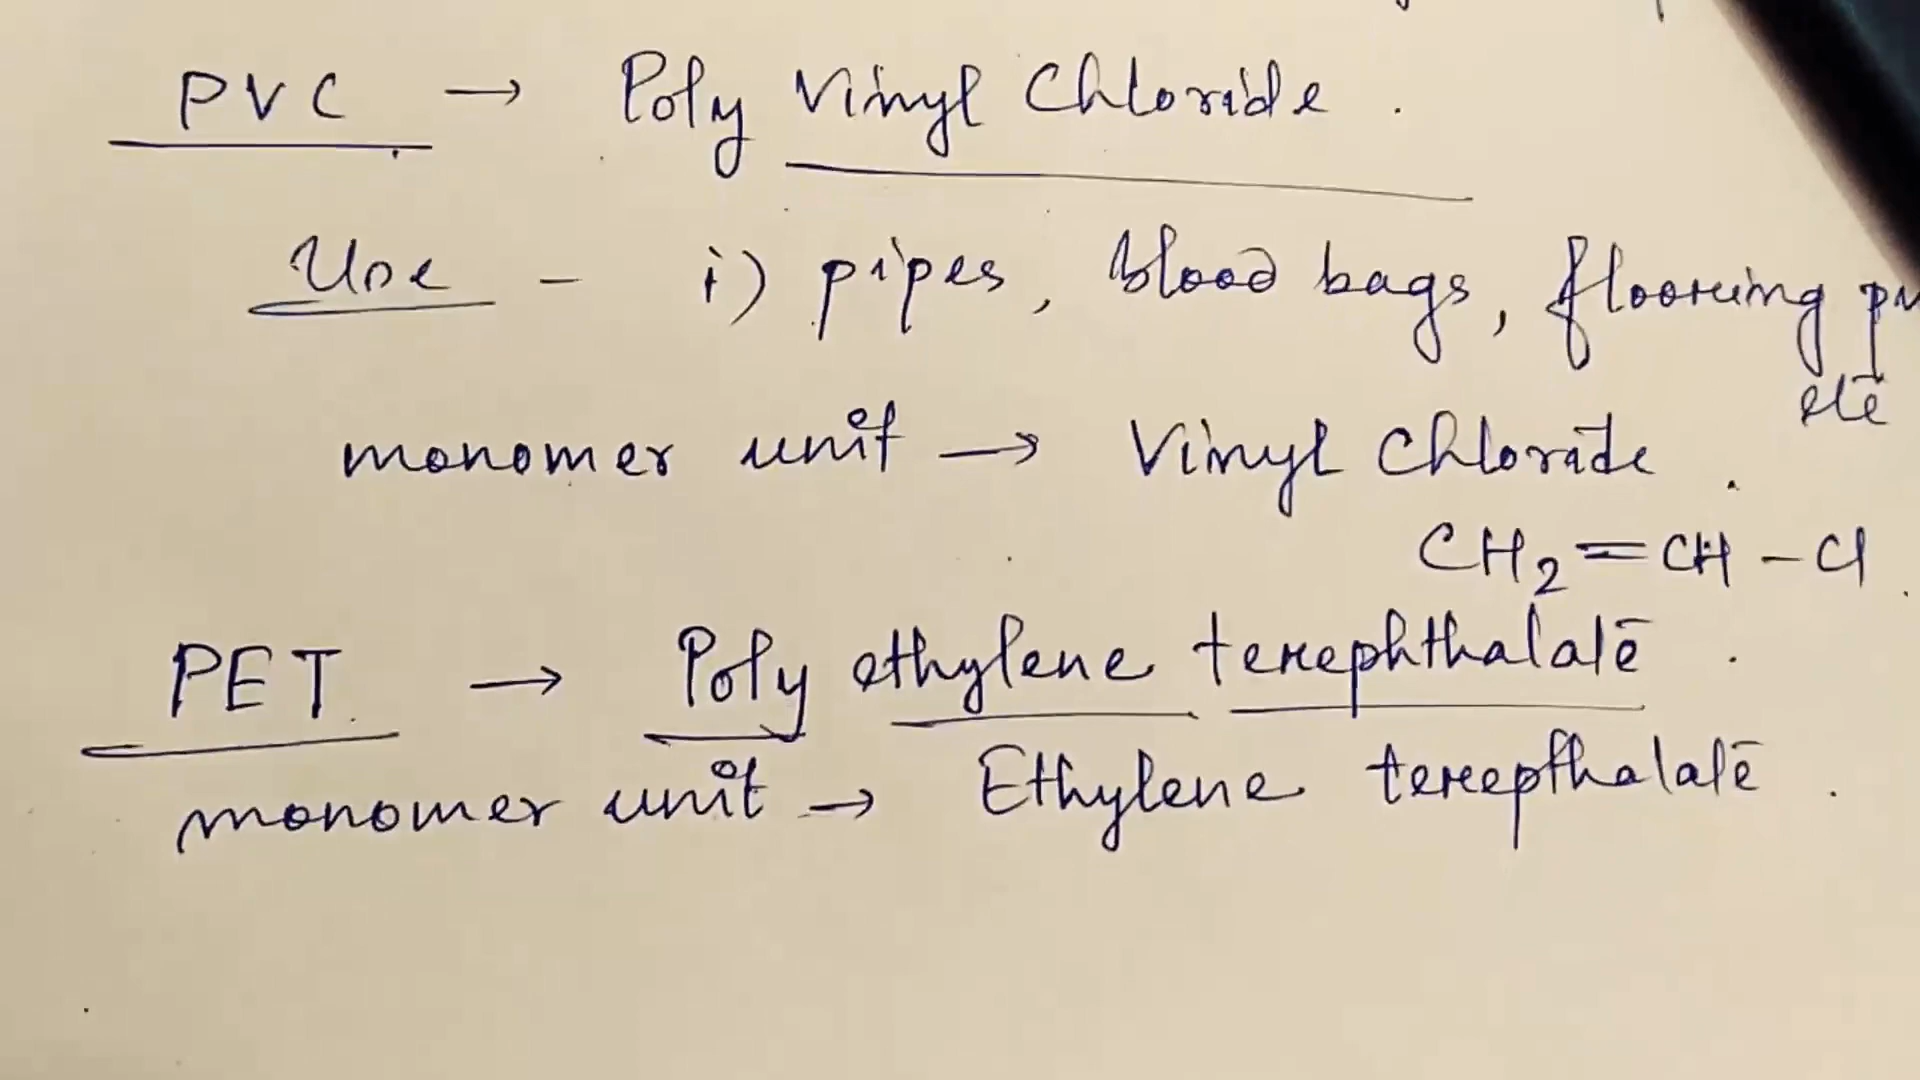 PVC → Poly Vinyl Chloride .
Use - i) pipes, blood bags, flooring
etc
monomer unit → Vinyl Chloride .
CH₂=CH-Cl
PET → Poly ethylene terephthalate .
monomer unit → Ethylene terepthalate .